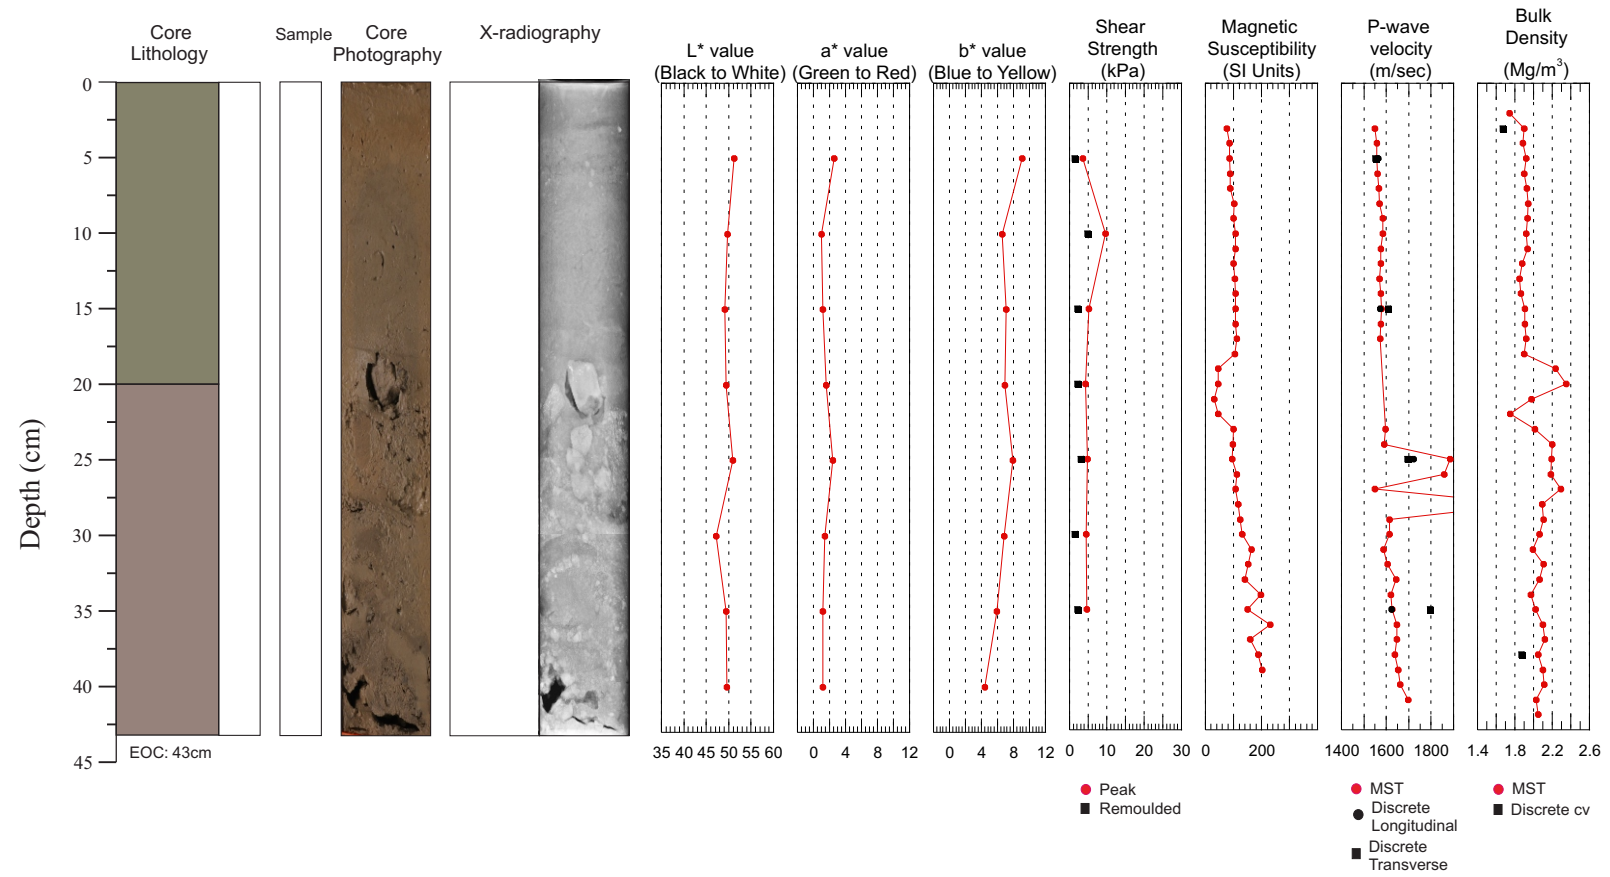 Core
Lithology
Sample
Core
Photography
X-radiography
L* value
(Black to White)
a* value
(Green to Red)
b* value
(Blue to Yellow)
Shear
Strength
(kPa)
Magnetic
Susceptibility
(SI Units)
P-wave
velocity
(m/sec)
Bulk
Density
(Mg/m³)
Depth (cm)
0
5
10
15
20
25
30
35
40
45
EOC: 43cm
35 40 45 50 55 60
0 4 8 12
0 4 8 12
0 10 20 30
0 200
1400 1600 1800
1.4 1.8 2.2 2.6
Peak
Remoulded
MST
Discrete
Longitudinal
Discrete
Transverse
MST
Discrete cv